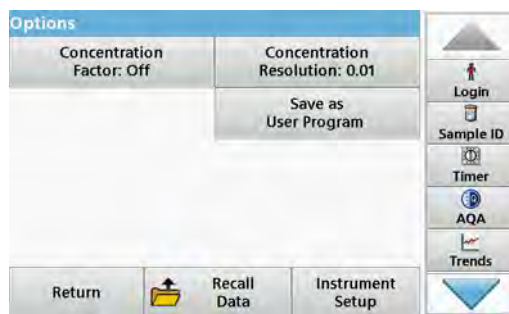 Options
Concentration
Factor: Off
Concentration
Resolution: 0.01
Save as
User Program
Login
Sample ID
Timer
AQA
Trends
Return
Recall
Data
Instrument
Setup